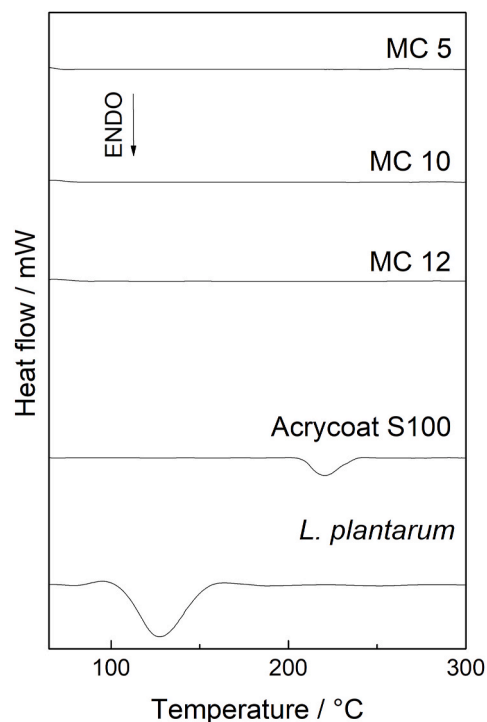 MC 5
ENDO
MC 10
MC 12
Heat flow / mW
Acrycoat S100
L. plantarum
100
200
300
Temperature / °C